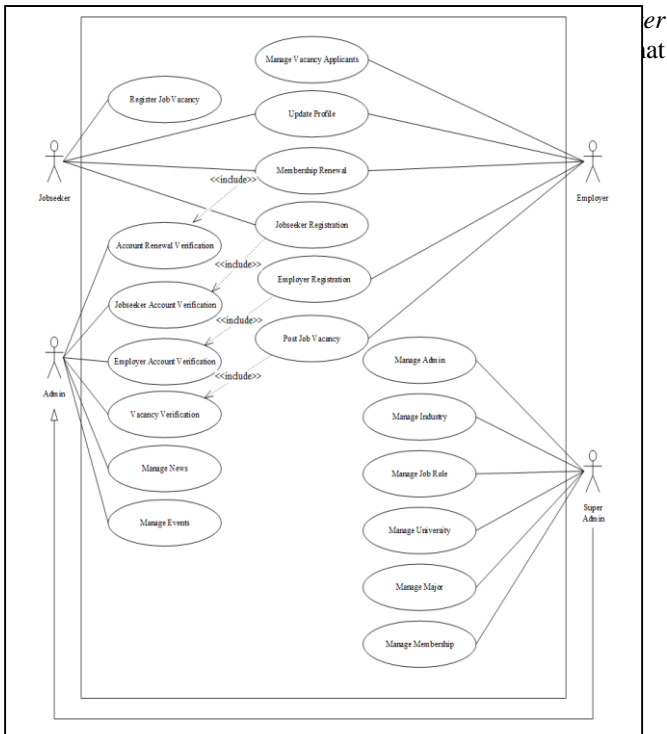 er
hat
Manage Vacancy Applicants
Register Job Vacancy
Update Profile
Membership Renewal
<<include>>
Jobseeker
Employer
Jobseeker Registration
Account Renewal Verification
<<include>>
Employer Registration
Jobseeker Account Verification
<<include>>
Post Job Vacancy
Employer Account Verification
Manage Admin
<<include>>
Admin
Vacancy Verification
Manage Industry
Manage News
Manage Job Role
Super
Admin
Manage Events
Manage University
Manage Major
Manage Membership